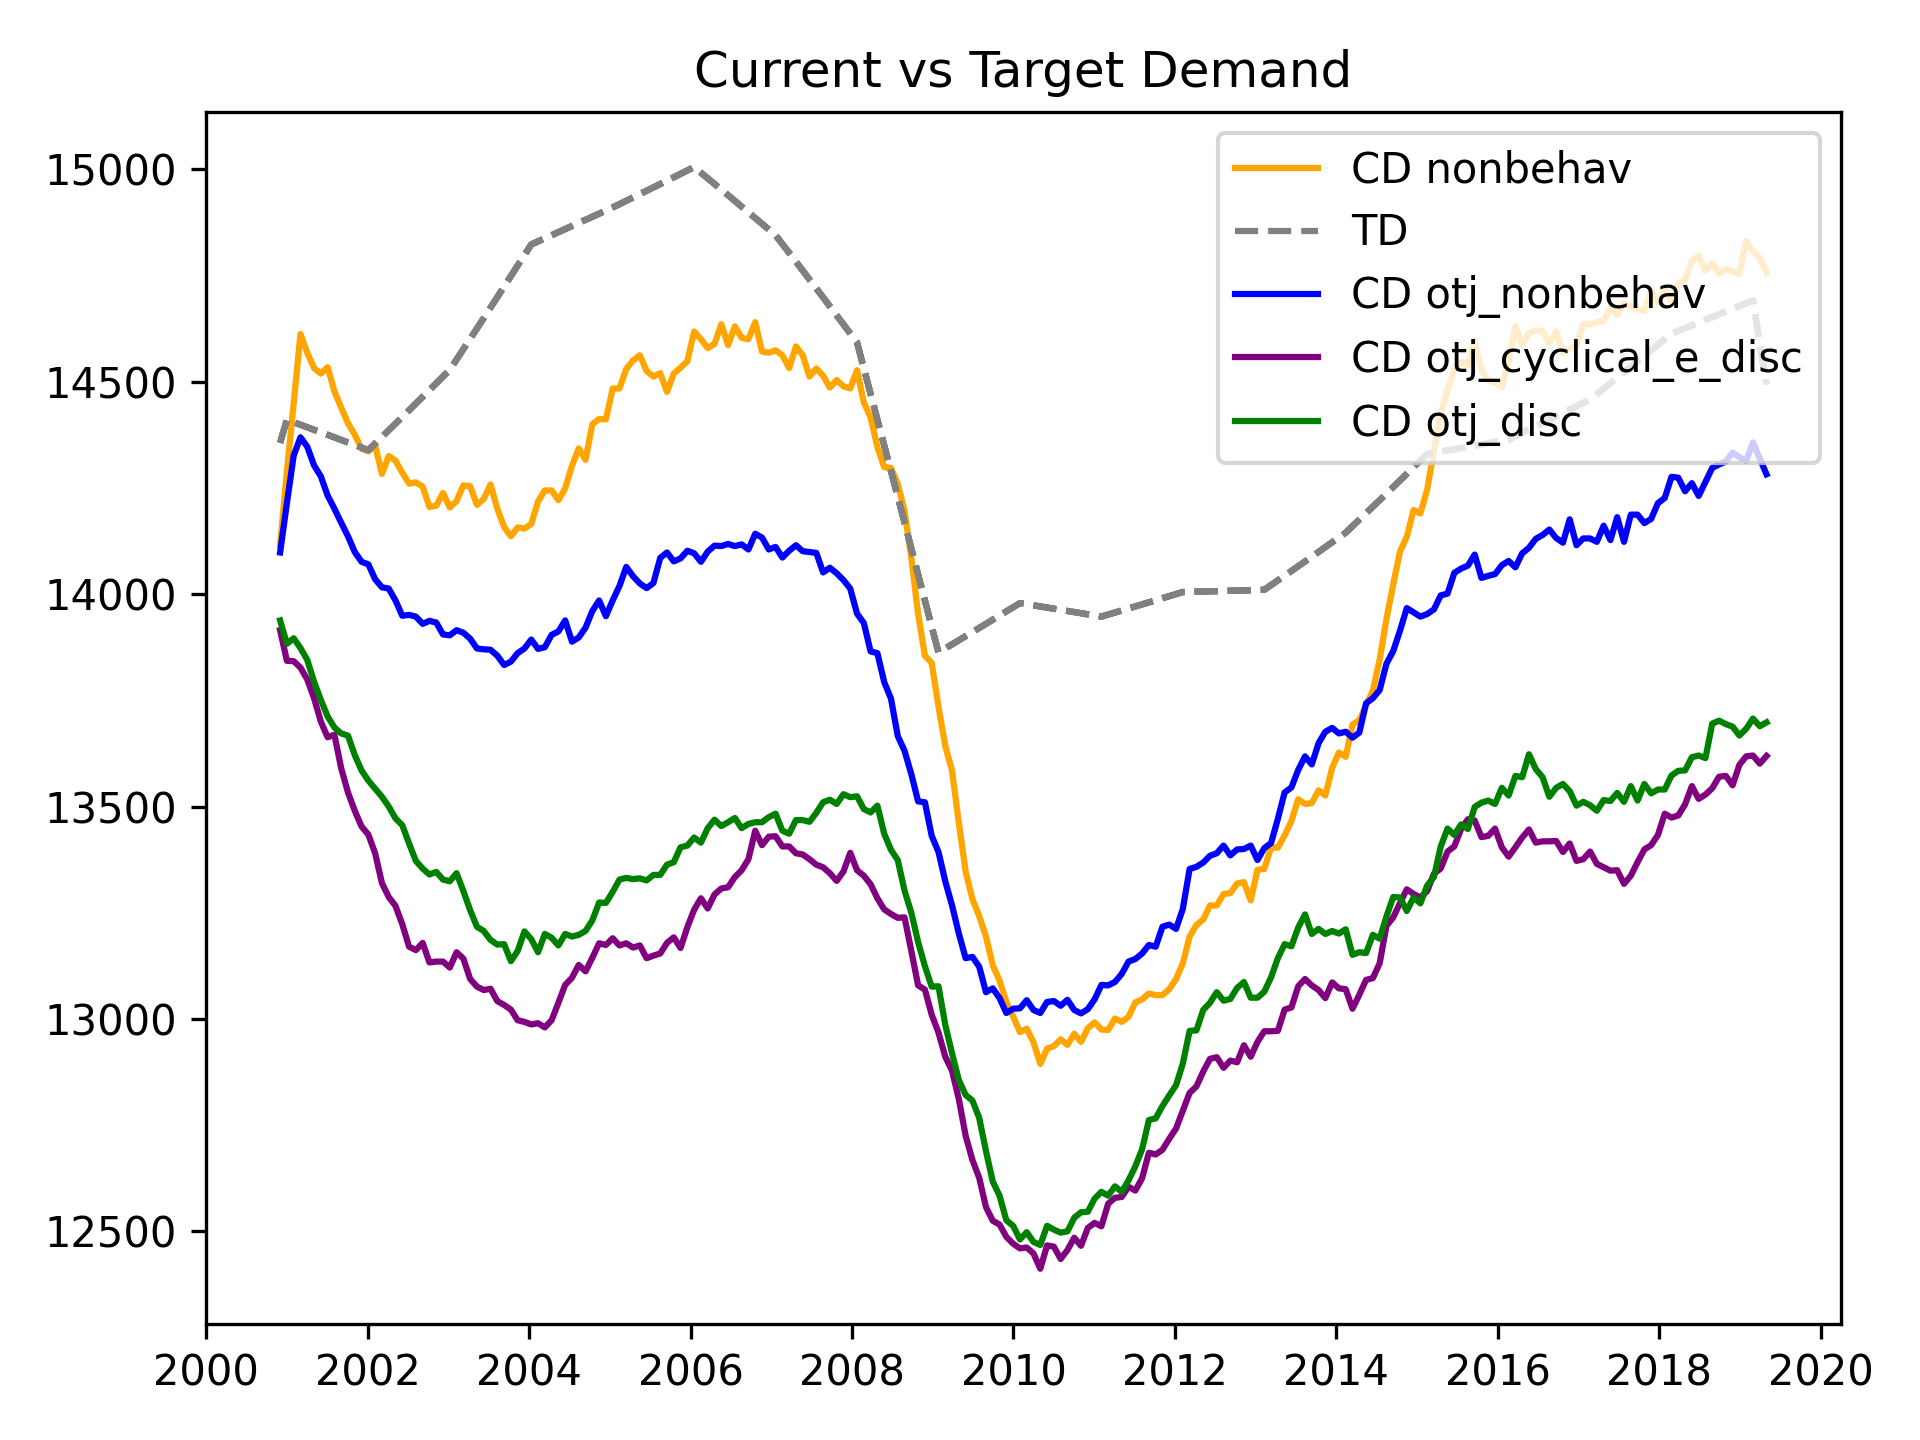 Current vs Target Demand
15000
14500
14000
13500
13000
12500
CD nonbehav
TD
CD otj_nonbehav
CD otj_cyclical_e_disc
CD otj_disc
2000 2002 2004 2006 2008 2010 2012 2014 2016 2018 2020